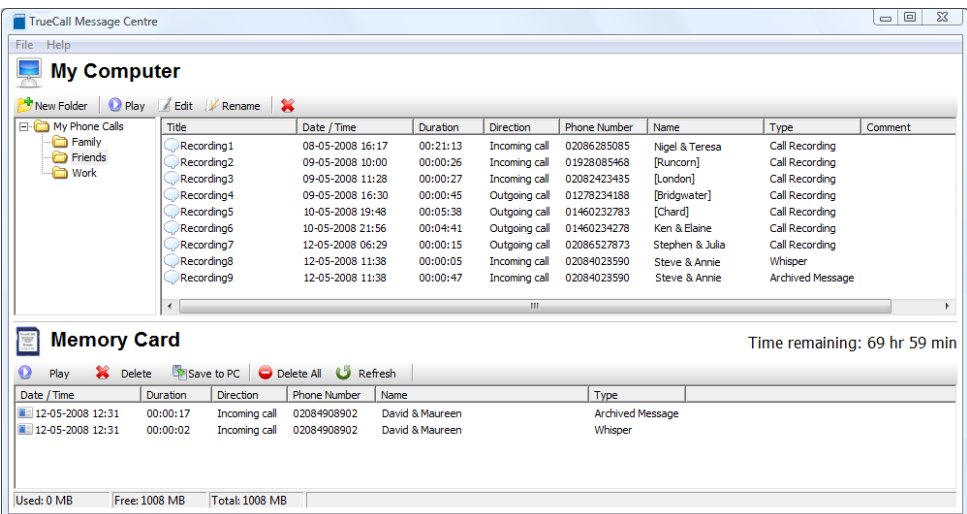 TrueCall Message Centre
File Help
My Computer
New Folder Play Edit Rename
My Phone Calls
Family
Friends
Work
Title Date / Time Duration Direction Phone Number Name Type Comment
Recording1 08-05-2008 16:17 00:21:13 Incoming call 02086285085 Nigel & Teresa Call Recording
Recording2 09-05-2008 10:00 00:00:26 Incoming call 01928085468 [Runcorn] Call Recording
Recording3 09-05-2008 11:28 00:00:27 Incoming call 02082423435 [London] Call Recording
Recording4 09-05-2008 16:30 00:00:45 Outgoing call 01278234188 [Bridgwater] Call Recording
Recording5 10-05-2008 19:48 00:05:38 Outgoing call 01460232783 [Chard] Call Recording
Recording6 10-05-2008 21:56 00:04:41 Outgoing call 01460234278 Ken & Elaine Call Recording
Recording7 12-05-2008 06:29 00:00:15 Outgoing call 02086527873 Stephen & Julia Call Recording
Recording8 12-05-2008 11:38 00:00:05 Incoming call 02084023590 Steve & Annie Whisper
Recording9 12-05-2008 11:38 00:00:47 Incoming call 02084023590 Steve & Annie Archived Message
Memory Card
Time remaining: 69 hr 59 min
Play Delete Save to PC Delete All Refresh
Date / Time Duration Direction Phone Number Name Type
12-05-2008 12:31 00:00:17 Incoming call 02084908902 David & Maureen Archived Message
12-05-2008 12:31 00:00:02 Incoming call 02084908902 David & Maureen Whisper
Used: 0 MB Free: 1008 MB Total: 1008 MB